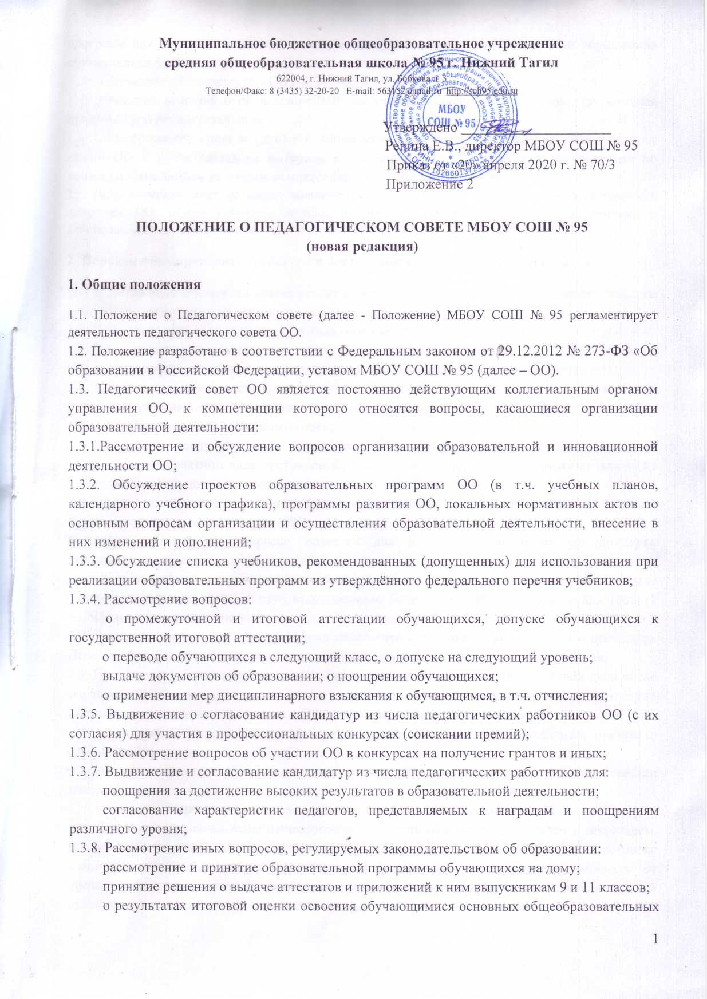 Муниципальное бюджетное общеобразовательное учреждение
средняя общеобразовательная школа № 95 г. Нижний Тагил
622004, г. Нижний Тагил, ул. Бобкова д. 3
Телефон/Факс: 8 (3435) 32-20-20 E-mail: 563152@mail.ru http://sch95.edu.ru
МБОУ
СОШ № 95
Утверждено
Репина Е.В., директор МБОУ СОШ № 95
Приказ от «20» апреля 2020 г. № 70/3
Приложение 2
ПОЛОЖЕНИЕ О ПЕДАГОГИЧЕСКОМ СОВЕТЕ МБОУ СОШ № 95
(новая редакция)
1. Общие положения
1.1. Положение о Педагогическом совете (далее - Положение) МБОУ СОШ № 95 регламентирует
деятельность педагогического совета ОО.
1.2. Положение разработано в соответствии с Федеральным законом от 29.12.2012 № 273-ФЗ «Об
образовании в Российской Федерации, уставом МБОУ СОШ № 95 (далее – ОО).
1.3. Педагогический совет ОО является постоянно действующим коллегиальным органом
управления ОО, к компетенции которого относятся вопросы, касающиеся организации
образовательной деятельности:
1.3.1.Рассмотрение и обсуждение вопросов организации образовательной и инновационной
деятельности ОО;
1.3.2. Обсуждение проектов образовательных программ ОО (в т.ч. учебных планов,
календарного учебного графика), программы развития ОО, локальных нормативных актов по
основным вопросам организации и осуществления образовательной деятельности, внесение в
них изменений и дополнений;
1.3.3. Обсуждение списка учебников, рекомендованных (допущенных) для использования при
реализации образовательных программ из утверждённого федерального перечня учебников;
1.3.4. Рассмотрение вопросов:
о промежуточной и итоговой аттестации обучающихся, допуске обучающихся к
государственной итоговой аттестации;
о переводе обучающихся в следующий класс, о допуске на следующий уровень;
выдаче документов об образовании; о поощрении обучающихся;
о применении мер дисциплинарного взыскания к обучающимся, в т.ч. отчисления;
1.3.5. Выдвижение о согласование кандидатур из числа педагогических работников ОО (с их
согласия) для участия в профессиональных конкурсах (соискании премий);
1.3.6. Рассмотрение вопросов об участии ОО в конкурсах на получение грантов и иных;
1.3.7. Выдвижение и согласование кандидатур из числа педагогических работников для:
поощрения за достижение высоких результатов в образовательной деятельности;
согласование характеристик педагогов, представляемых к наградам и поощрениям
различного уровня;
1.3.8. Рассмотрение иных вопросов, регулируемых законодательством об образовании:
рассмотрение и принятие образовательной программы обучающихся на дому;
принятие решения о выдаче аттестатов и приложений к ним выпускникам 9 и 11 классов;
о результатах итоговой оценки освоения обучающимися основных общеобразовательных
1